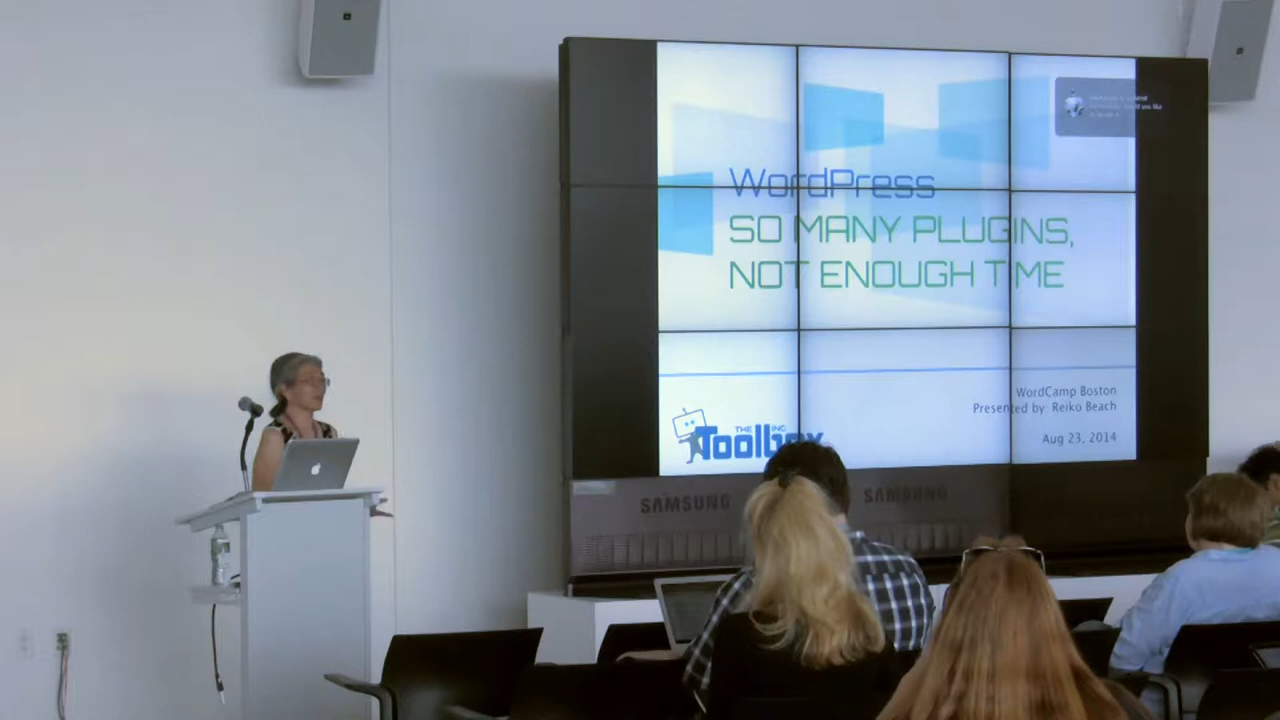 WordPress
SO MANY PLUGINS,
NOT ENOUGH TIME
WordCamp Boston
Presented by: Reiko Beach
Aug 23, 2014
THE INC
Toolbox
SAMSUNG SAMSUNG